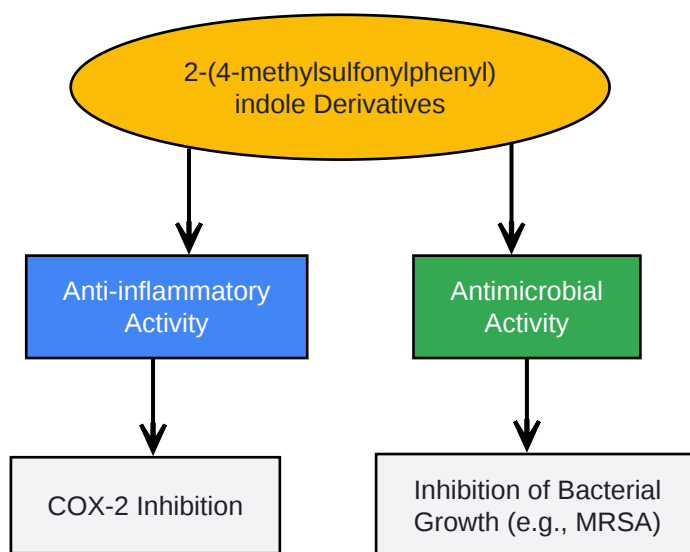 2-(4-methylsulfonylphenyl)
indole Derivatives
Anti-inflammatory
Activity
Antimicrobial
Activity
COX-2 Inhibition
Inhibition of Bacterial
Growth (e.g., MRSA)